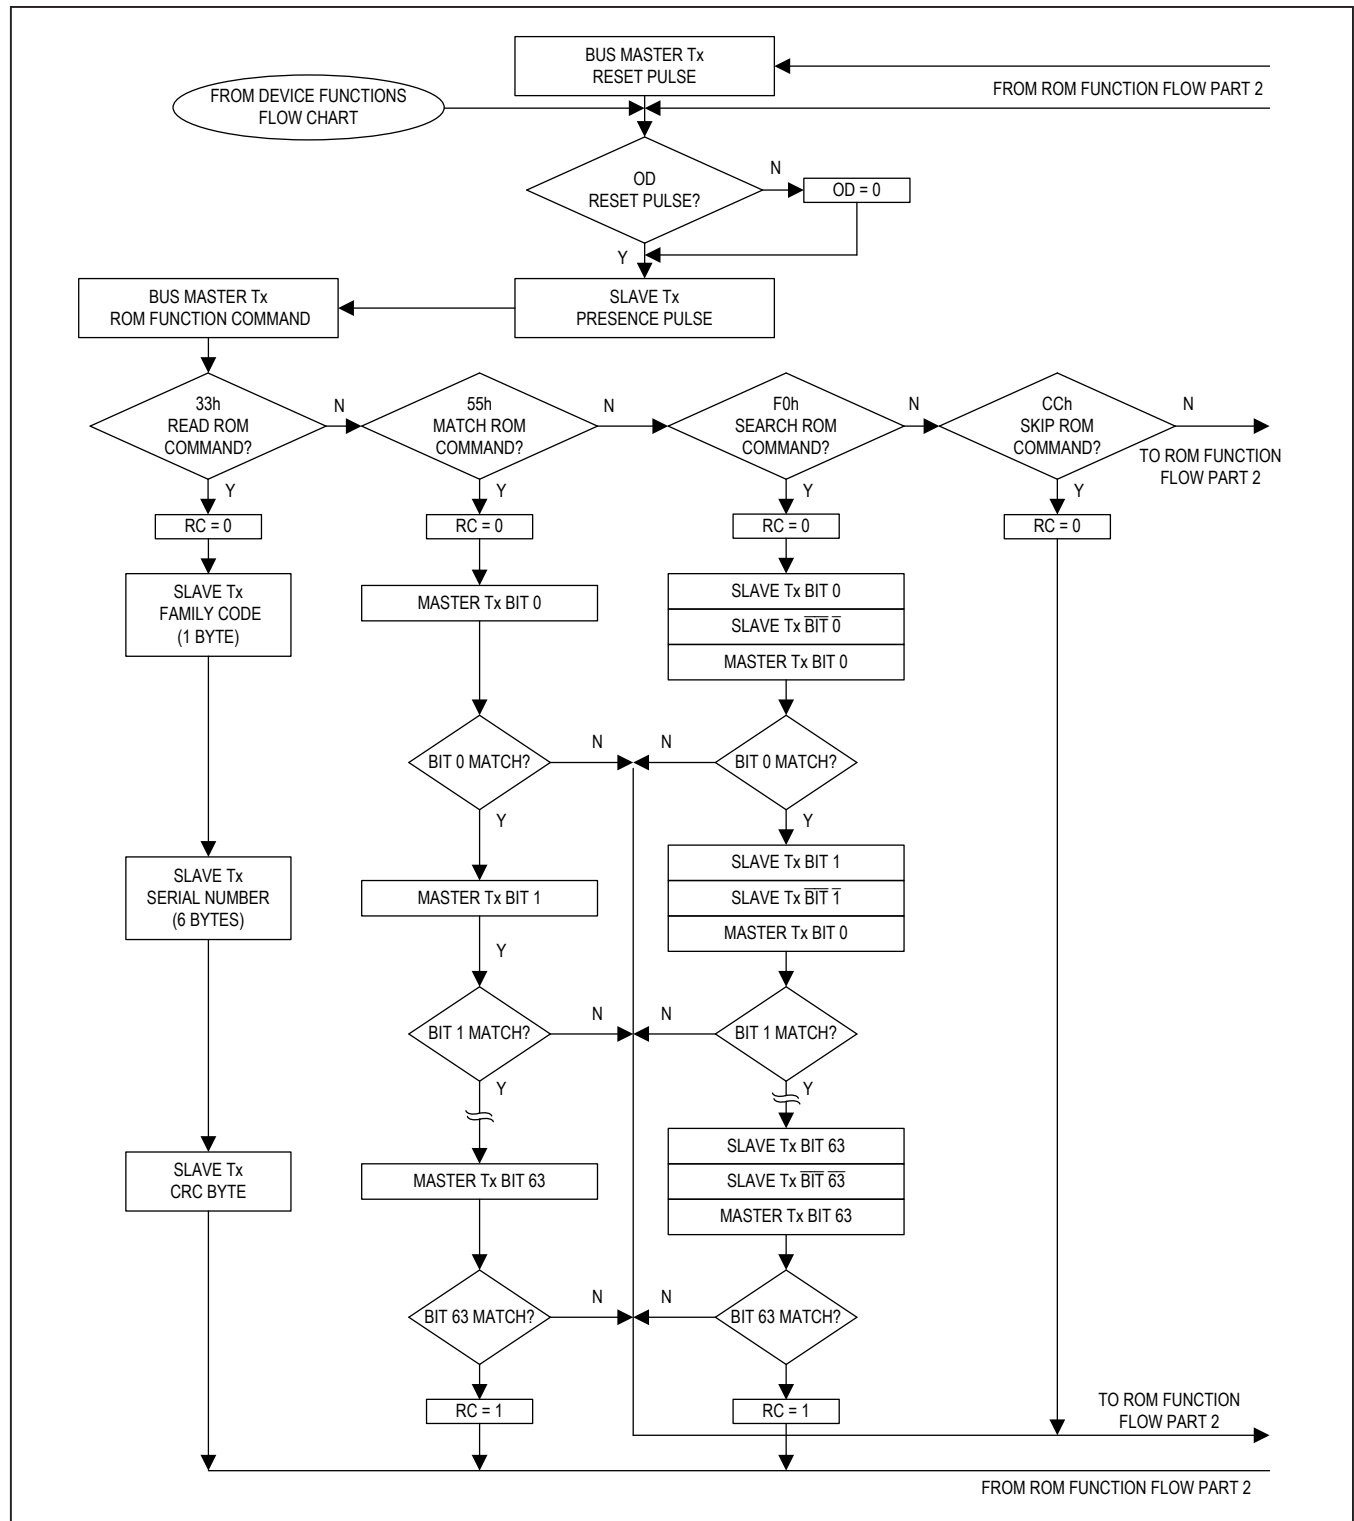 BUS MASTER Tx
RESET PULSE
FROM ROM FUNCTION FLOW PART 2
FROM DEVICE FUNCTIONS
FLOW CHART
OD
RESET PULSE?
N
OD = 0
Y
BUS MASTER Tx
ROM FUNCTION COMMAND
SLAVE Tx
PRESENCE PULSE
33h
READ ROM
COMMAND?
N
55h
MATCH ROM
COMMAND?
N
F0h
SEARCH ROM
COMMAND?
N
CCh
SKIP ROM
COMMAND?
N
TO ROM FUNCTION
FLOW PART 2
Y
Y
Y
Y
RC = 0
RC = 0
RC = 0
RC = 0
SLAVE Tx
FAMILY CODE
(1 BYTE)
MASTER Tx BIT 0
SLAVE Tx BIT 0
SLAVE Tx B̅I̅T̅ 0̅
MASTER Tx BIT 0
BIT 0 MATCH?
N
N
BIT 0 MATCH?
Y
Y
SLAVE Tx
SERIAL NUMBER
(6 BYTES)
MASTER Tx BIT 1
SLAVE Tx BIT 1
SLAVE Tx B̅I̅T̅ 1̅
MASTER Tx BIT 0
Y
BIT 1 MATCH?
N
N
BIT 1 MATCH?
Y
Y
SLAVE Tx
CRC BYTE
MASTER Tx BIT 63
SLAVE Tx BIT 63
SLAVE Tx B̅I̅T̅ 6̅3̅
MASTER Tx BIT 63
BIT 63 MATCH?
N
N
BIT 63 MATCH?
Y
Y
RC = 1
RC = 1
TO ROM FUNCTION
FLOW PART 2
FROM ROM FUNCTION FLOW PART 2